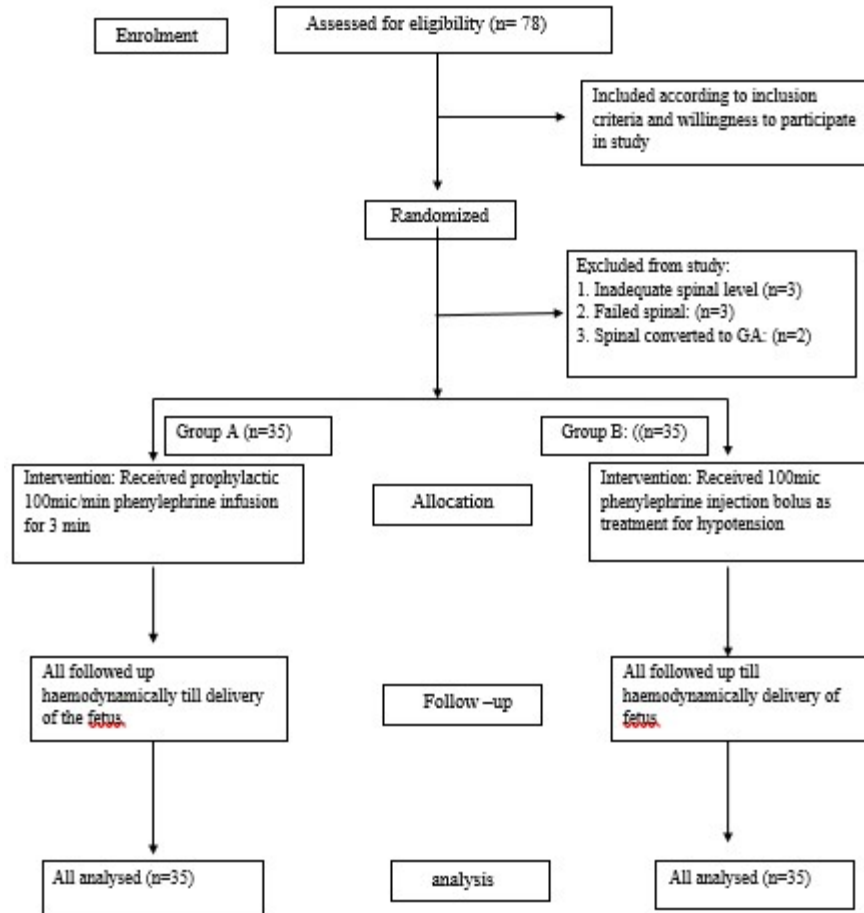 Enrolment
Assessed for eligibility (n= 78)
Included according to inclusion
criteria and willingness to participate
in study
Randomized
Excluded from study:
1. Inadequate spinal level (n=3)
2. Failed spinal: (n=3)
3. Spinal converted to GA: (n=2)
Group A (n=35)
Group B: ((n=35)
Intervention: Received prophylactic
100mic/min phenylephrine infusion
for 3 min
Allocation
Intervention: Received 100mic
phenylephrine injection bolus as
treatment for hypotension
All followed up
haemodynamically till delivery
of the fetus.
Follow –up
All followed up till
haemodynamically delivery of
fetus.
All analysed (n=35)
analysis
All analysed (n=35)